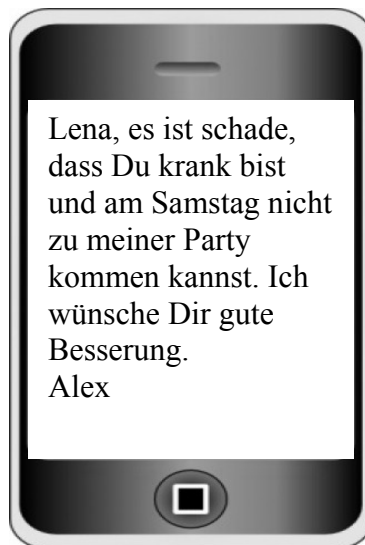 Lena, es ist schade,
dass Du krank bist
und am Samstag nicht
zu meiner Party
kommen kannst. Ich
wünsche Dir gute
Besserung.
Alex